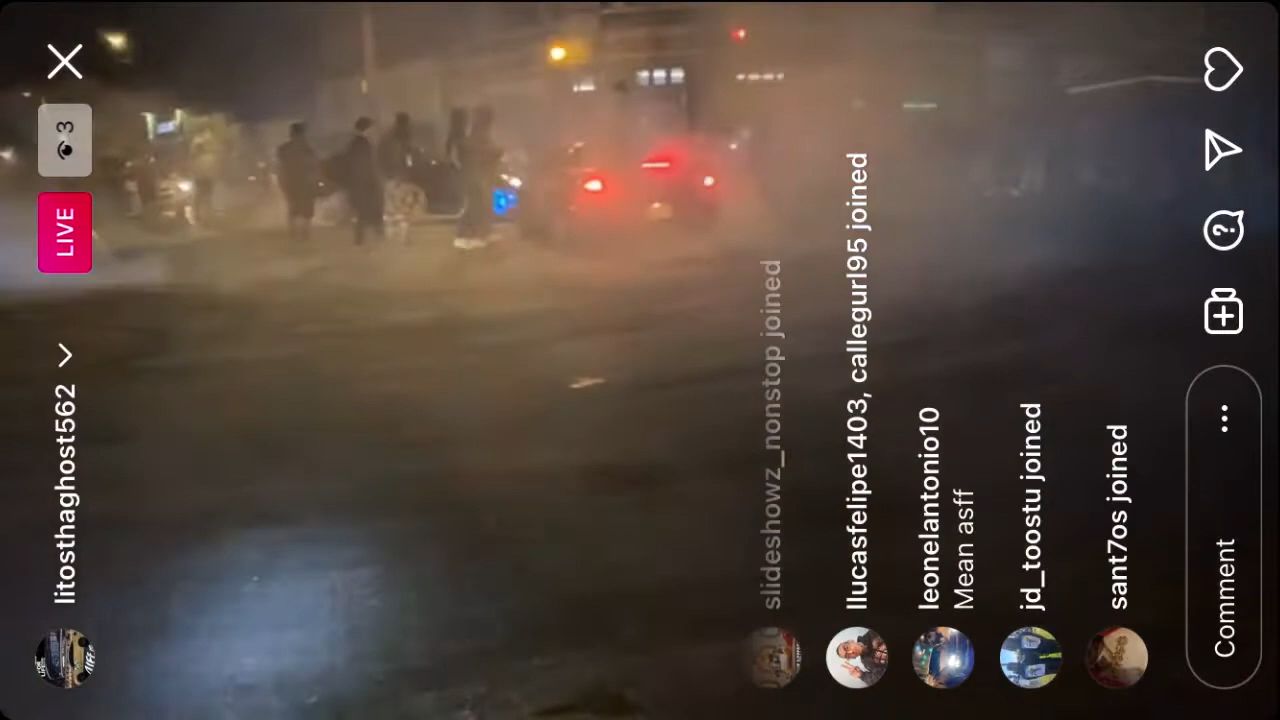 litosthaghost562
LIVE
3
slideshowz_nonstop joined
llucasfelipe1403, callegurl95 joined
leonelantonio10
Mean asff
jd_toostu joined
sant7os joined
Comment